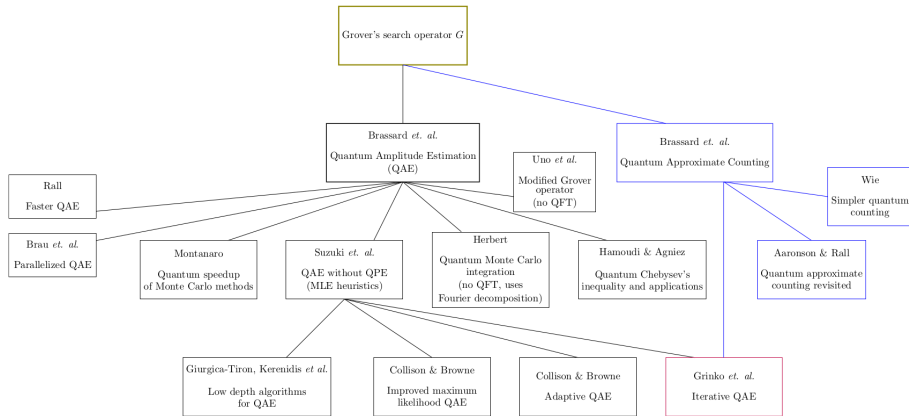 Grover's search operator G
Brassard et. al.
Quantum Amplitude Estimation
(QAE)
Brassard et. al.
Quantum Approximate Counting
Uno et al.
Modified Grover
operator
(no QFT)
Rall
Faster QAE
Wie
Simpler quantum
counting
Brau et. al.
Parallelized QAE
Montanaro
Quantum speedup
of Monte Carlo methods
Suzuki et. al.
QAE without QPE
(MLE heuristics)
Herbert
Quantum Monte Carlo
integration
(no QFT, uses
Fourier decomposition)
Hamoudi & Agniez
Quantum Chebysev's
inequality and applications
Aaronson & Rall
Quantum approximate
counting revisited
Giurgica-Tiron, Kerenidis et al.
Low depth algorithms
for QAE
Collison & Browne
Improved maximum
likelihood QAE
Collison & Browne
Adaptive QAE
Grinko et. al.
Iterative QAE